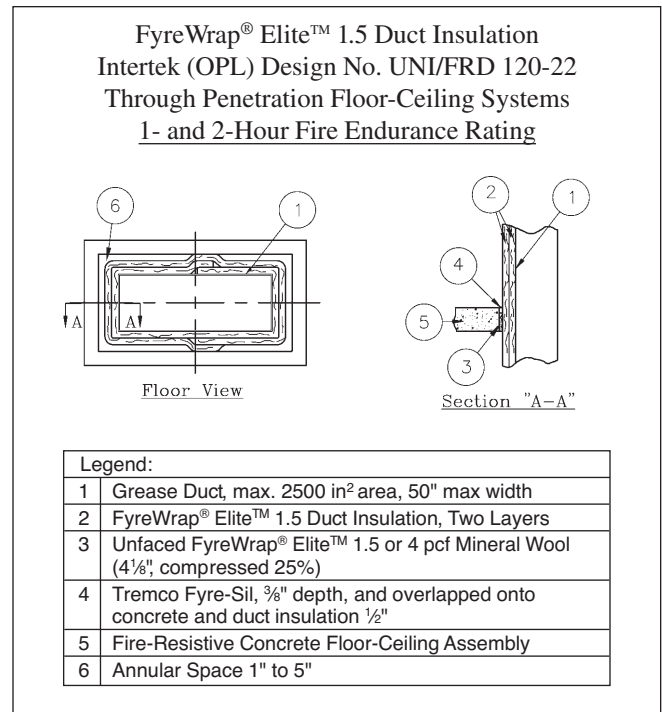 FyreWrap® Elite™ 1.5 Duct Insulation
Intertek (OPL) Design No. UNI/FRD 120-22
Through Penetration Floor-Ceiling Systems
1- and 2-Hour Fire Endurance Rating
6
1
A
A
Floor View
2
1
4
5
3
Section "A-A"
Legend:
1 Grease Duct, max. 2500 in² area, 50" max width
2 FyreWrap® Elite™ 1.5 Duct Insulation, Two Layers
3 Unfaced FyreWrap® Elite™ 1.5 or 4 pcf Mineral Wool
(4⅛", compressed 25%)
4 Tremco Fyre-Sil, ⅜" depth, and overlapped onto
concrete and duct insulation ½"
5 Fire-Resistive Concrete Floor-Ceiling Assembly
6 Annular Space 1" to 5"